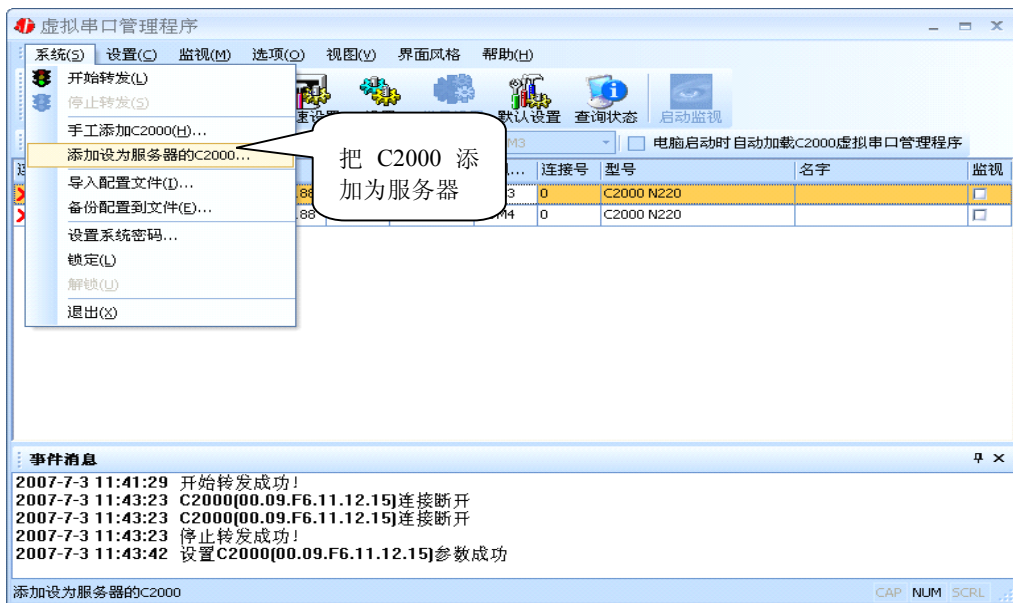 虚拟串口管理程序
系统(S) 设置(C) 监视(M) 选项(O) 视图(V) 界面风格 帮助(H)
开始转发(L)
停止转发(S)
手工添加C2000(H)...
添加设为服务器的C2000...
导入配置文件(I)...
备份配置到文件(E)...
设置系统密码...
锁定(L)
解锁(U)
退出(X)
把 C2000 添
加为服务器
默认设置 查询状态 启动监视
电脑启动时自动加载C2000虚拟串口管理程序
连接号 型号 名字 监视
0 C2000 N220
0 C2000 N220
事件消息
2007-7-3 11:41:29 开始转发成功!
2007-7-3 11:43:23 C2000(00.09.F6.11.12.15)连接断开
2007-7-3 11:43:23 C2000(00.09.F6.11.12.15)连接断开
2007-7-3 11:43:23 停止转发成功!
2007-7-3 11:43:42 设置C2000(00.09.F6.11.12.15)参数成功
添加设为服务器的C2000
CAP NUM SCRL